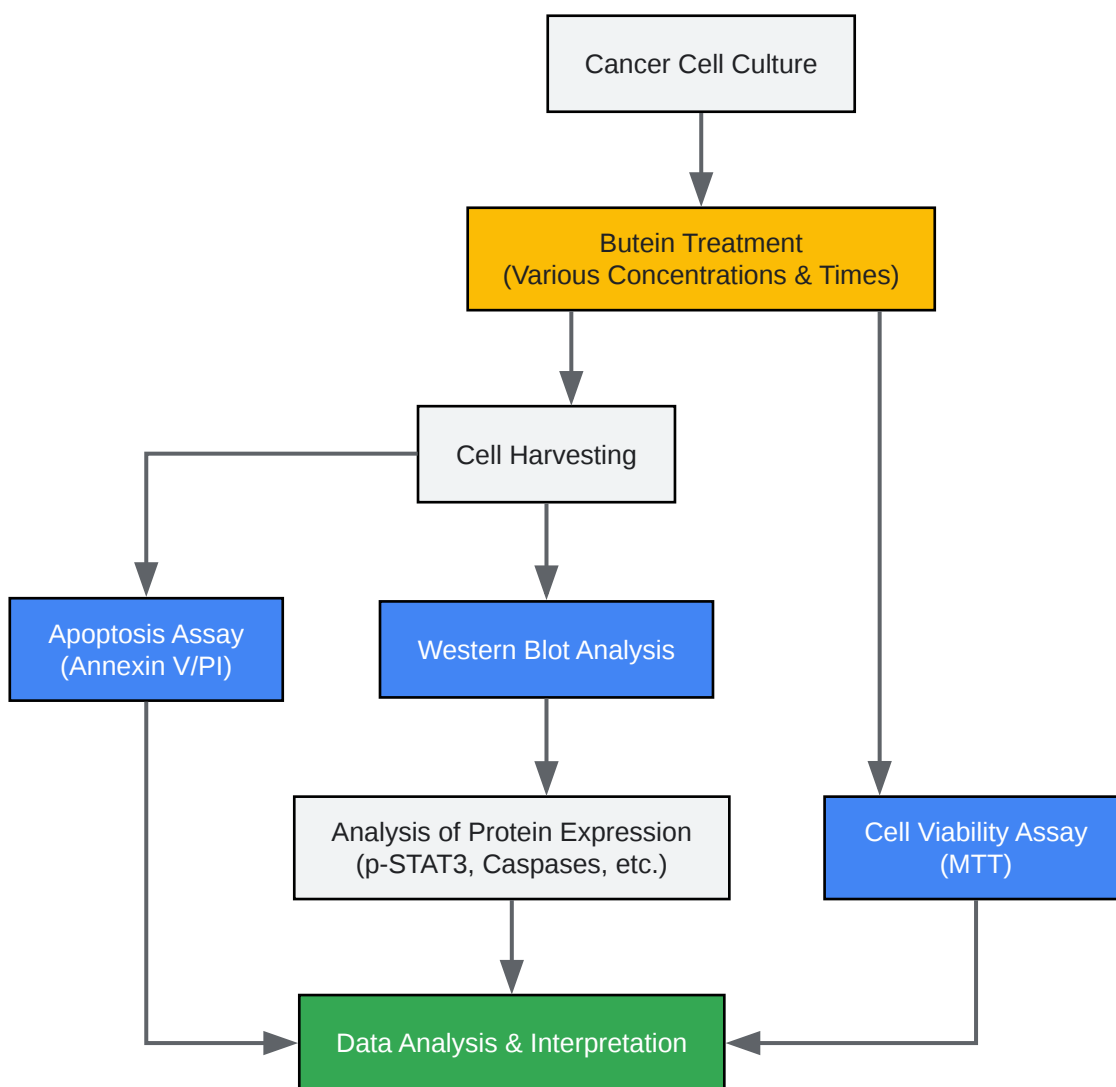 Cancer Cell Culture
Butein Treatment
(Various Concentrations & Times)
Cell Harvesting
Apoptosis Assay
(Annexin V/PI)
Western Blot Analysis
Analysis of Protein Expression
(p-STAT3, Caspases, etc.)
Cell Viability Assay
(MTT)
Data Analysis & Interpretation